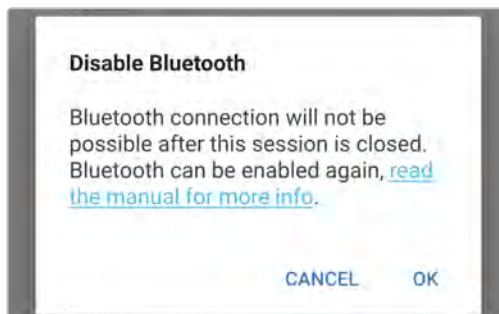 Disable Bluetooth
Bluetooth connection will not be
possible after this session is closed.
Bluetooth can be enabled again, read
the manual for more info.
CANCEL OK